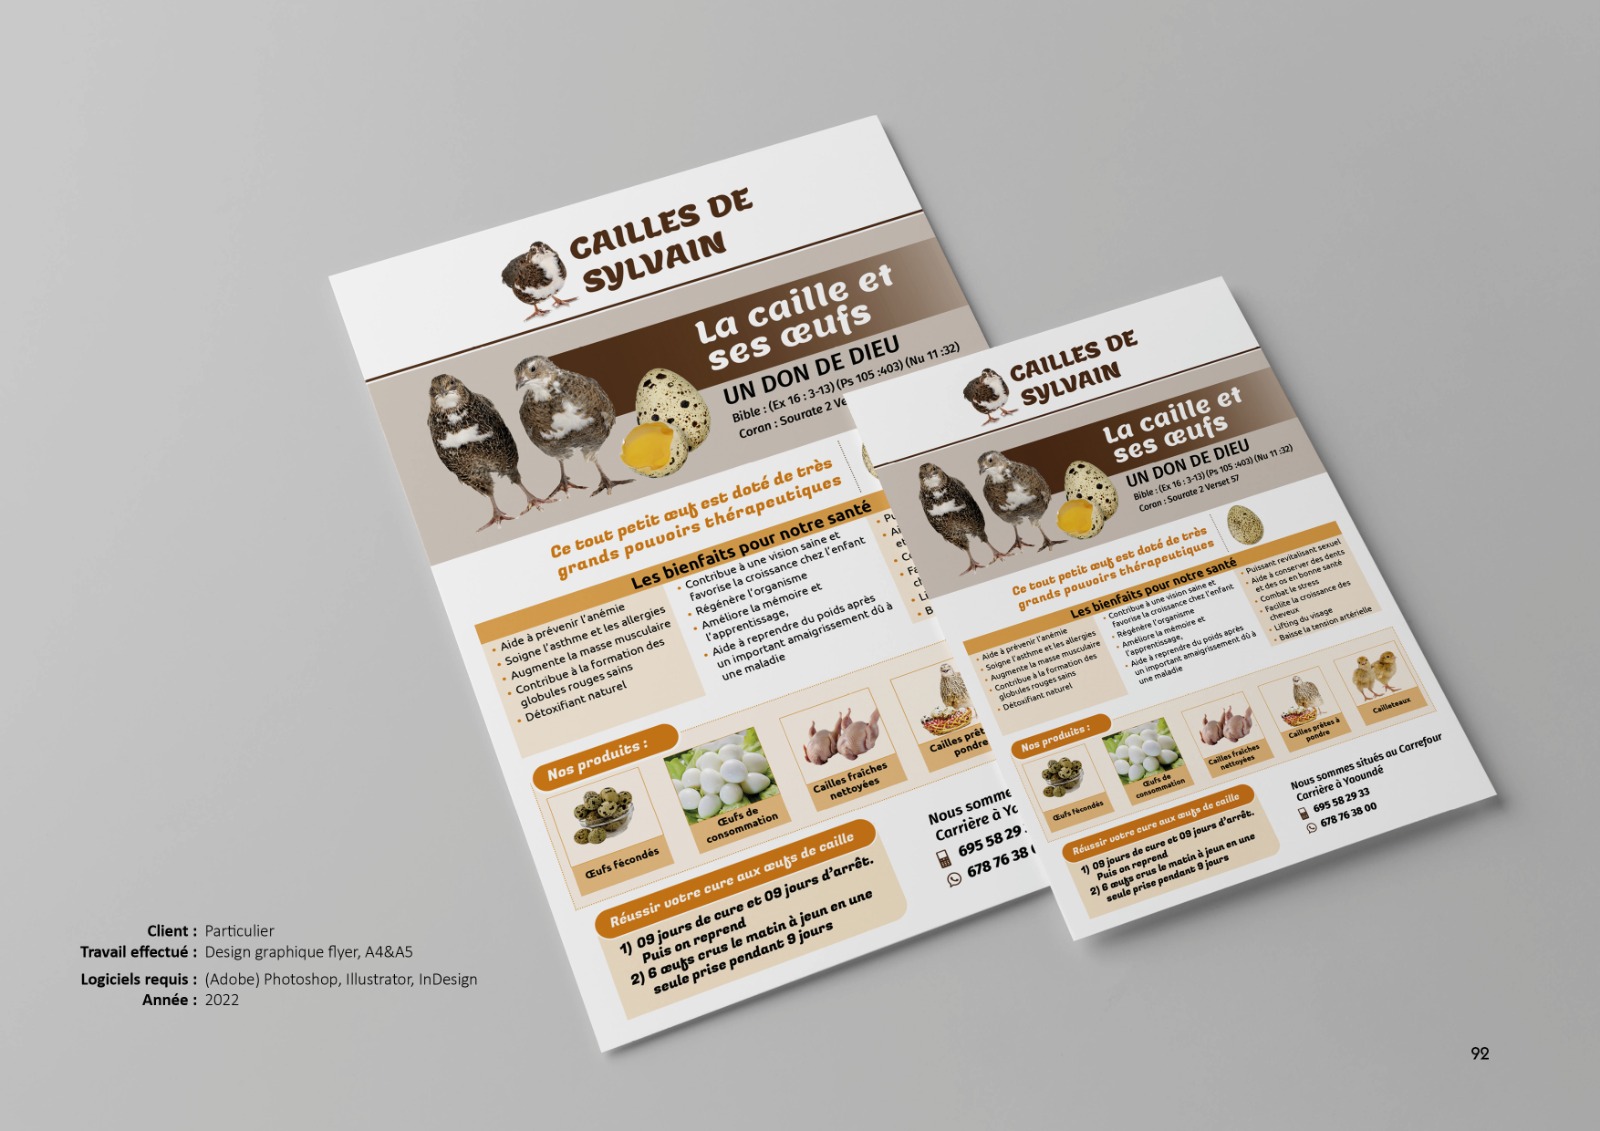 CAILLES DE
SYLVAIN
La caille et
ses œufs
UN DON DE DIEU
Bible : (Ex 16 : 3-13) (Ps 105 :403) (Nu 11 :32)
Coran : Sourate 2 Ve
Ce tout petit œuf est doté de très
grands pouvoirs thérapeutiques
Les bienfaits pour notre santé
• Aide à prévenir l'anémie
• Soigne l'asthme et les allergies
• Augmente la masse musculaire
• Contribue à la formation des
globules rouges sains
• Détoxifiant naturel
• Contribue à une vision saine et
favorise la croissance chez l'enfant
• Régénère l'organisme
• Améliore la mémoire et
l'apprentissage,
• Aide à reprendre du poids après
un important amaigrissement dû à
une maladie
Nos produits :
Œufs fécondés
Œufs de
consommation
Cailles fraîches
nettoyées
Cailles prêt
pondre
Réussir votre cure aux œufs de caille
1) 09 jours de cure et 09 jours d'arrêt.
Puis on reprend
2) 6 œufs crus le matin à jeun en une
seule prise pendant 9 jours
Nous somme
Carrière à Ya
695 58 29
678 76 38
CAILLES DE
SYLVAIN
La caille et
ses œufs
UN DON DE DIEU
Bible : (Ex 16 : 3-13) (Ps 105 :403) (Nu 11 :32)
Coran : Sourate 2 Verset 57
Ce tout petit œuf est doté de très
grands pouvoirs thérapeutiques
Les bienfaits pour notre santé
• Aide à prévenir l'anémie
• Soigne l'asthme et les allergies
• Augmente la masse musculaire
• Contribue à la formation des
globules rouges sains
• Détoxifiant naturel
• Contribue à une vision saine et
favorise la croissance chez l'enfant
• Régénère l'organisme
• Améliore la mémoire et
l'apprentissage,
• Aide à reprendre du poids après
un important amaigrissement dû à
une maladie
• Puissant revitalisant sexuel
• Aide à conserver des dents
et des os en bonne santé
• Combat le stress
• Facilite la croissance des
cheveux
• Lifting du visage
• Baisse la tension artérielle
Nos produits :
Œufs fécondés
Œufs de
consommation
Cailles fraîches
nettoyées
Cailles prêtes à
pondre
Cailleteaux
Réussir votre cure aux œufs de caille
1) 09 jours de cure et 09 jours d'arrêt.
Puis on reprend
2) 6 œufs crus le matin à jeun en une
seule prise pendant 9 jours
Nous sommes situés au Carrefour
Carrière à Yaoundé
695 58 29 33
678 76 38 00
Client : Particulier
Travail effectué : Design graphique flyer, A4&A5
Logiciels requis : (Adobe) Photoshop, Illustrator, InDesign
Année : 2022
92